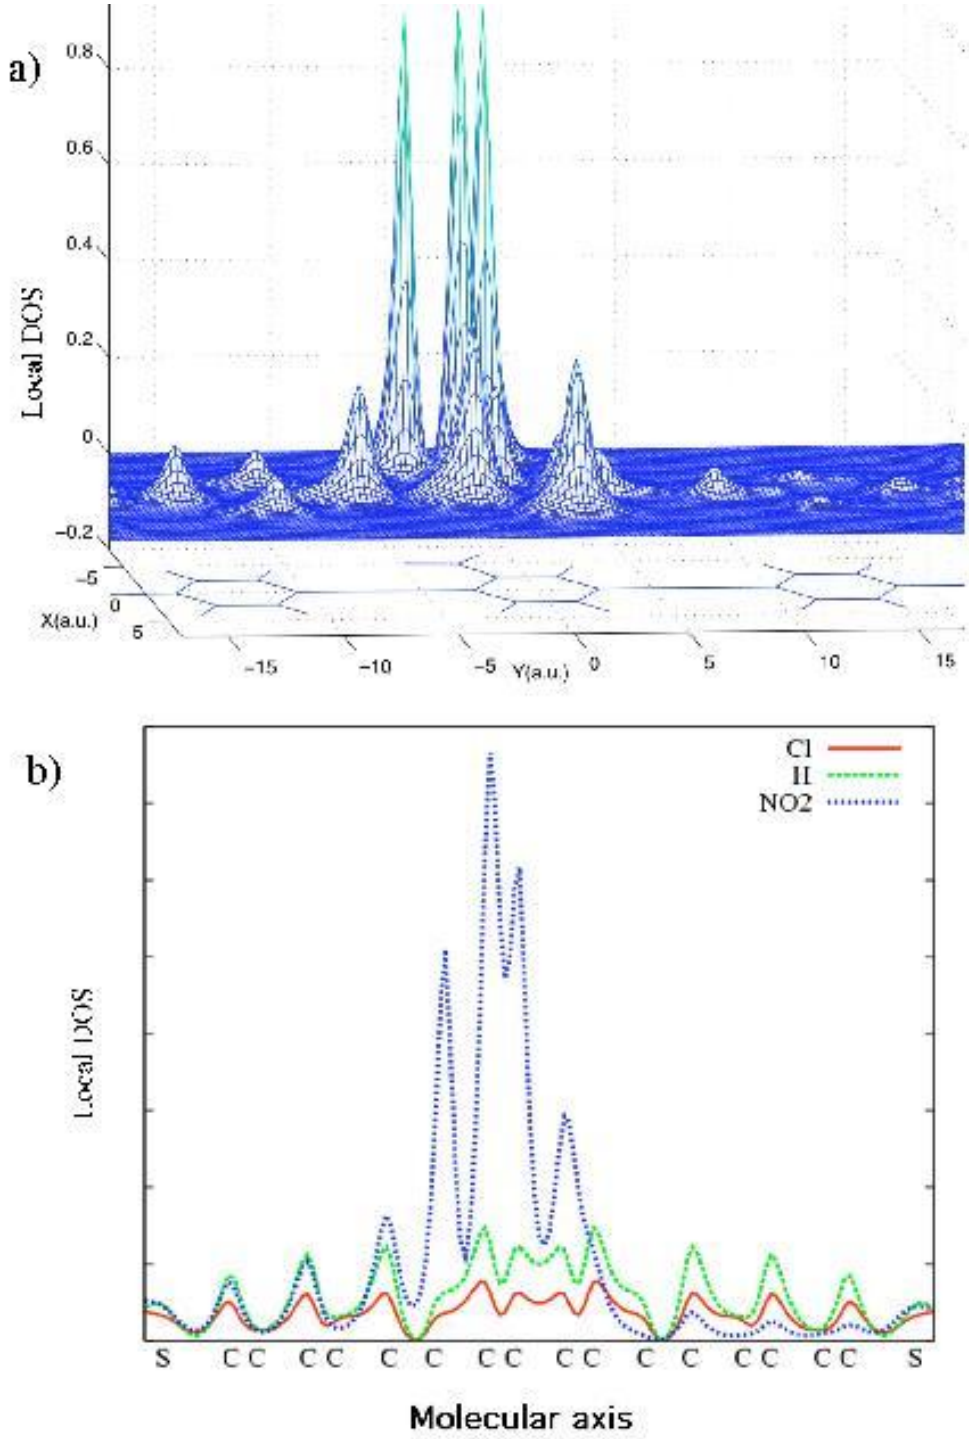 a)
0.8
0.6
0.4
0.2
0
−0.2
Local DOS
−5
0
5
X(a.u.)
−15
−10
−5
0
5
10
15
Y(a.u.)
b)
Cl
H
NO2
Local DOS
S C C C C C C C C C C C C C C C C S
Molecular axis